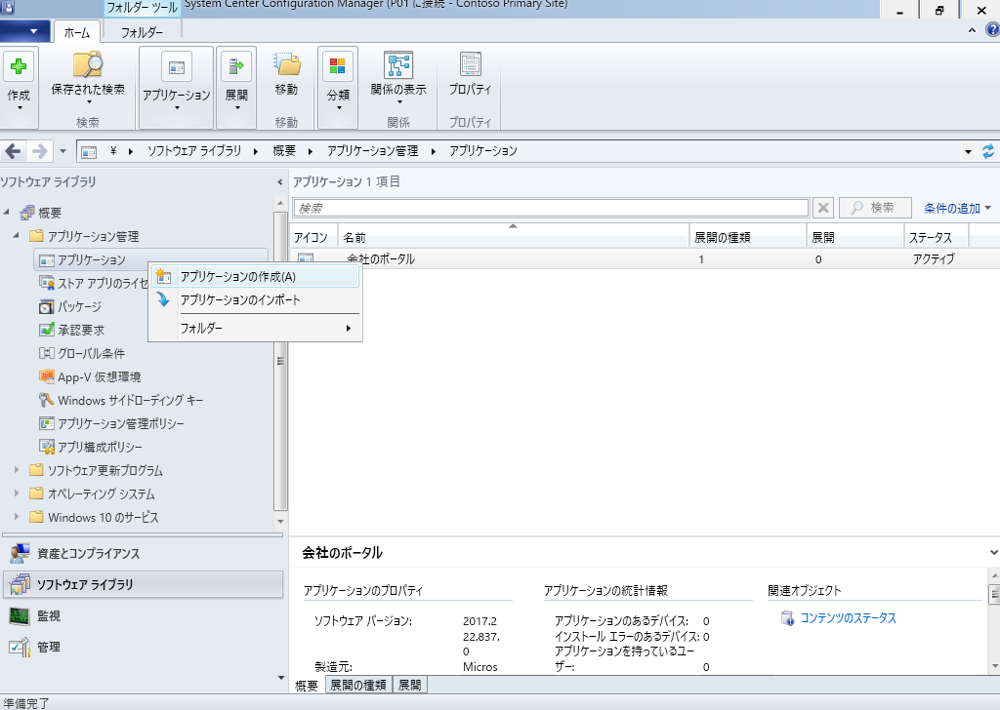 フォルダー ツール
System Center Configuration Manager (P01 に接続 - Contoso Primary Site)
ホーム
フォルダー
作成
保存された検索
アプリケーション
展開
移動
分類
関係の表示
プロパティ
検索
移動
関係
プロパティ
¥
ソフトウェア ライブラリ
概要
アプリケーション管理
アプリケーション
ソフトウェア ライブラリ
概要
アプリケーション管理
アプリケーション
ストア アプリのライセ
パッケージ
承認要求
グローバル条件
App-V 仮想環境
Windows サイドローディング キー
アプリケーション管理ポリシー
アプリ構成ポリシー
ソフトウェア更新プログラム
オペレーティング システム
Windows 10 のサービス
アプリケーションの作成(A)
アプリケーションのインポート
フォルダー
資産とコンプライアンス
ソフトウェア ライブラリ
監視
管理
アプリケーション 1 項目
検索
検索
条件の追加
アイコン 名前 展開の種類 展開 ステータス
会社のポータル 1 0 アクティブ
会社のポータル
アプリケーションのプロパティ
ソフトウェア バージョン: 2017.2
22.837.
0
製造元: Micros
アプリケーションの統計情報
アプリケーションのあるデバイス: 0
インストール エラーのあるデバイス: 0
アプリケーションを持っているユー
ザー: 0
関連オブジェクト
コンテンツのステータス
概要 展開の種類 展開
準備完了